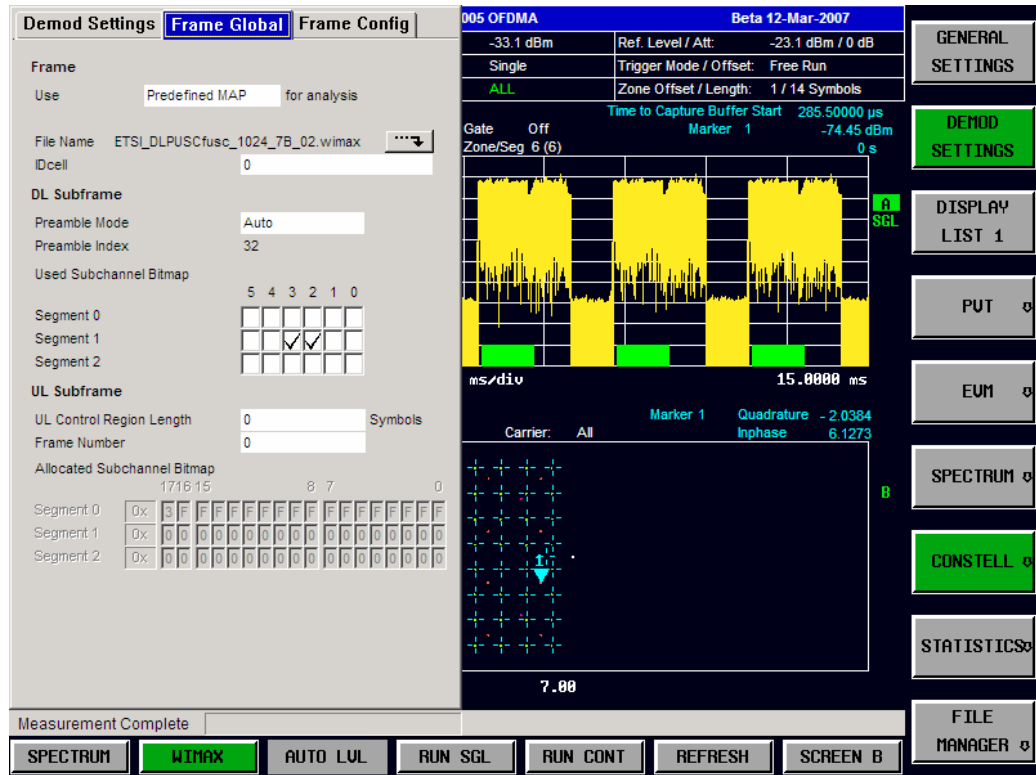 Demod Settings Frame Global Frame Config
Frame
Use Predefined MAP for analysis
File Name ETSI_DLPUSCfusc_1024_7B_02.wimax
IDcell 0
DL Subframe
Preamble Mode Auto
Preamble Index 32
Used Subchannel Bitmap
5 4 3 2 1 0
Segment 0
Segment 1
Segment 2
UL Subframe
UL Control Region Length 0 Symbols
Frame Number 0
Allocated Subchannel Bitmap
17 16 15 8 7 0
Segment 0 0x 3 F F F F F F F F F F F F F F F F F
Segment 1 0x 0 0 0 0 0 0 0 0 0 0 0 0 0 0 0 0 0 0
Segment 2 0x 0 0 0 0 0 0 0 0 0 0 0 0 0 0 0 0 0 0
Measurement Complete
005 OFDMA Beta 12-Mar-2007
-33.1 dBm Ref. Level / Att: -23.1 dBm / 0 dB
Single Trigger Mode / Offset: Free Run
ALL Zone Offset / Length: 1 / 14 Symbols
Time to Capture Buffer Start 285.50000 µs
Gate Off Marker 1 -74.45 dBm
Zone/Seg 6 (6) 0 s
A
SGL
ms/div 15.0000 ms
Marker 1 Quadrature - 2.0384
Carrier: All Inphase 6.1273
B
1
7.00
GENERAL
SETTINGS
DEMOD
SETTINGS
DISPLAY
LIST 1
PVT
EVM
SPECTRUM
CONSTELL
STATISTICS
FILE
MANAGER
SPECTRUM WIMAX AUTO LVL RUN SGL RUN CONT REFRESH SCREEN B